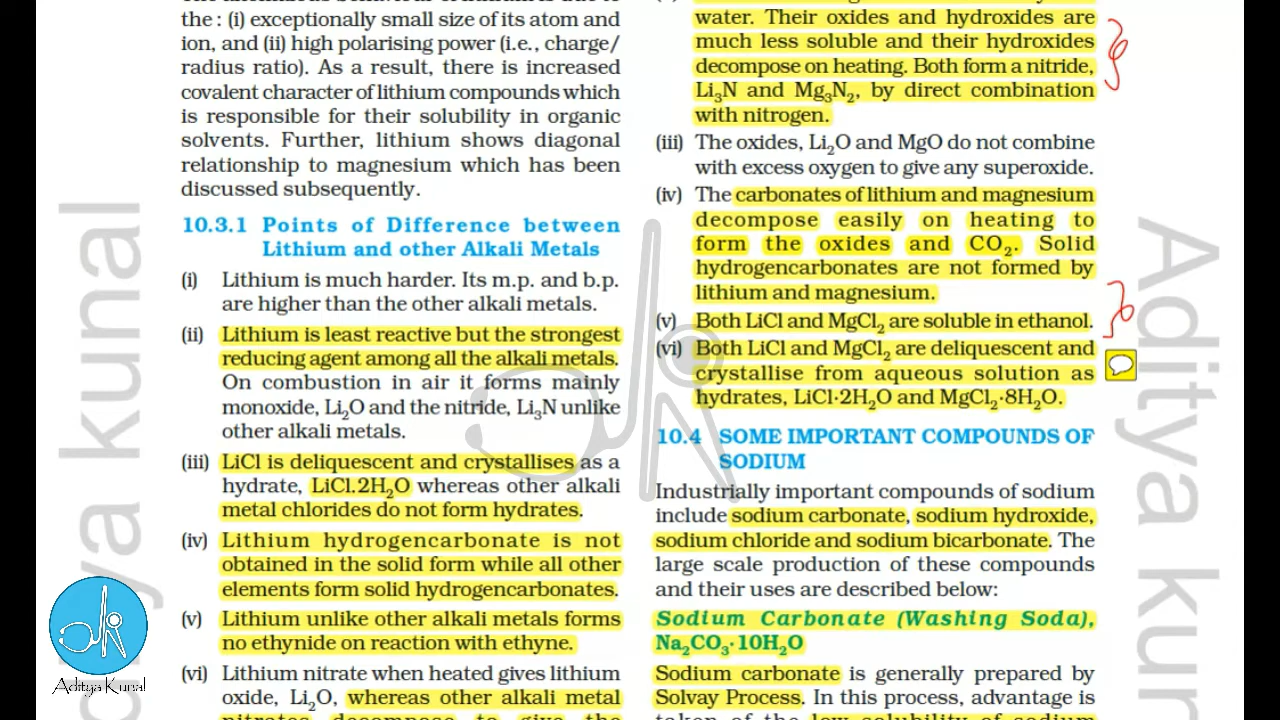 the : (i) exceptionally small size of its atom and
ion, and (ii) high polarising power (i.e., charge/
radius ratio). As a result, there is increased
covalent character of lithium compounds which
is responsible for their solubility in organic
solvents. Further, lithium shows diagonal
relationship to magnesium which has been
discussed subsequently.
10.3.1 Points of Difference between
Lithium and other Alkali Metals
(i) Lithium is much harder. Its m.p. and b.p.
are higher than the other alkali metals.
(ii) Lithium is least reactive but the strongest
reducing agent among all the alkali metals.
On combustion in air it forms mainly
monoxide, Li₂O and the nitride, Li₃N unlike
other alkali metals.
(iii) LiCl is deliquescent and crystallises as a
hydrate, LiCl.2H₂O whereas other alkali
metal chlorides do not form hydrates.
(iv) Lithium hydrogencarbonate is not
obtained in the solid form while all other
elements form solid hydrogencarbonates.
(v) Lithium unlike other alkali metals forms
no ethynide on reaction with ethyne.
(vi) Lithium nitrate when heated gives lithium
oxide, Li₂O, whereas other alkali metal
nitrates decompose to give the
water. Their oxides and hydroxides are
much less soluble and their hydroxides
decompose on heating. Both form a nitride,
Li₃N and Mg₃N₂, by direct combination
with nitrogen.
(iii) The oxides, Li₂O and MgO do not combine
with excess oxygen to give any superoxide.
(iv) The carbonates of lithium and magnesium
decompose easily on heating to
form the oxides and CO₂. Solid
hydrogencarbonates are not formed by
lithium and magnesium.
(v) Both LiCl and MgCl₂ are soluble in ethanol.
(vi) Both LiCl and MgCl₂ are deliquescent and
crystallise from aqueous solution as
hydrates, LiCl·2H₂O and MgCl₂·8H₂O.
10.4 SOME IMPORTANT COMPOUNDS OF
SODIUM
Industrially important compounds of sodium
include sodium carbonate, sodium hydroxide,
sodium chloride and sodium bicarbonate. The
large scale production of these compounds
and their uses are described below:
Sodium Carbonate (Washing Soda),
Na₂CO₃·10H₂O
Sodium carbonate is generally prepared by
Solvay Process. In this process, advantage is
taken of the low solubility of sodium
ya kunal
Aditya kur
Aditya Kunal